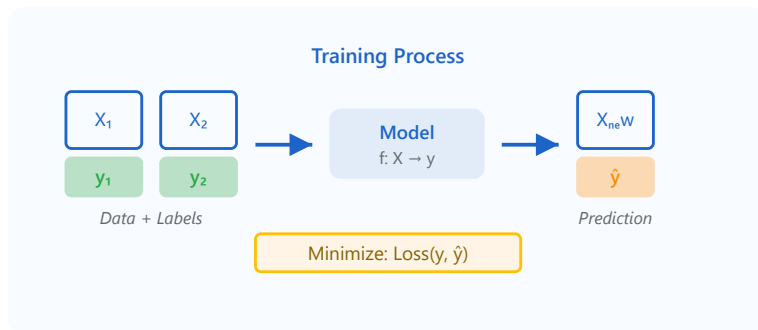 Training Process
X₁ X₂ Model Xₙₑw
f: X → y
y₁ y₂ ŷ
Data + Labels Prediction
Minimize: Loss(y, ŷ)